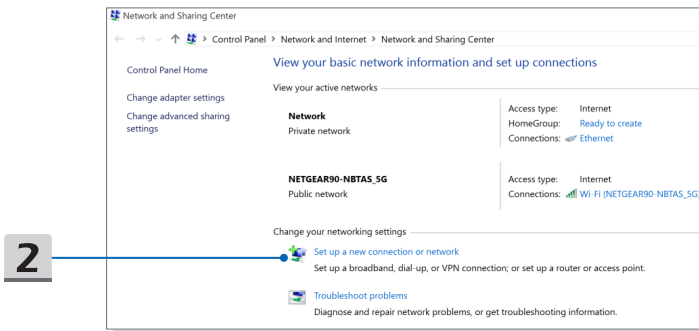 Network and Sharing Center
Control Panel > Network and Internet > Network and Sharing Center
Control Panel Home
Change adapter settings
Change advanced sharing
settings
View your basic network information and set up connections
View your active networks
Network
Private network
Access type: Internet
HomeGroup: Ready to create
Connections: Ethernet
NETGEAR90-NBTAS_5G
Public network
Access type: Internet
Connections: Wi-Fi (NETGEAR90-NBTAS_5G)
Change your networking settings
2
Set up a new connection or network
Set up a broadband, dial-up, or VPN connection; or set up a router or access point.
Troubleshoot problems
Diagnose and repair network problems, or get troubleshooting information.